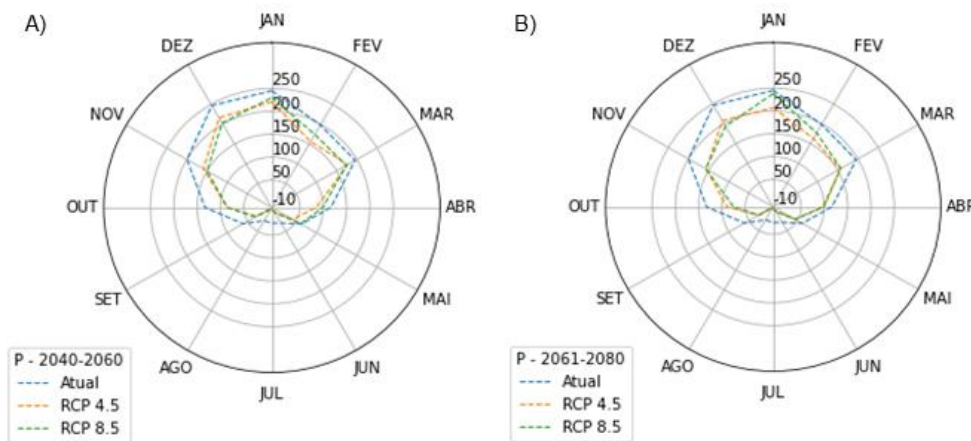 A)
JAN
FEV
MAR
ABR
MAI
JUN
JUL
AGO
SET
OUT
NOV
DEZ
250
200
150
100
50
-10
P - 2040-2060
Atual
RCP 4.5
RCP 8.5
B)
JAN
FEV
MAR
ABR
MAI
JUN
JUL
AGO
SET
OUT
NOV
DEZ
250
200
150
100
50
-10
P - 2061-2080
Atual
RCP 4.5
RCP 8.5